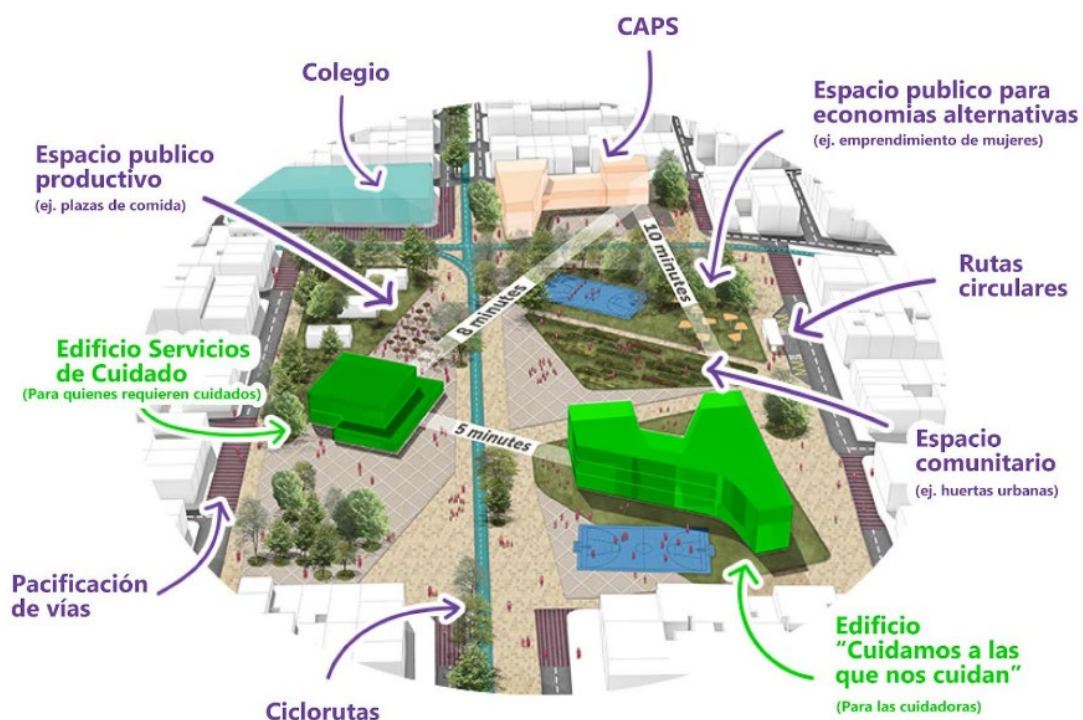 CAPS
Colegio
Espacio publico para
economias alternativas
(ej. emprendimiento de mujeres)
Espacio publico
productivo
(ej. plazas de comida)
10 minutes
8 minutes
Rutas
circulares
BUS
Edificio Servicios
de Cuidado
(Para quienes requieren cuidados)
5 minutes
Espacio
comunitario
(ej. huertas urbanas)
Pacificación
de vías
Edificio
“Cuidamos a las
que nos cuidan”
(Para las cuidadoras)
Ciclorutas